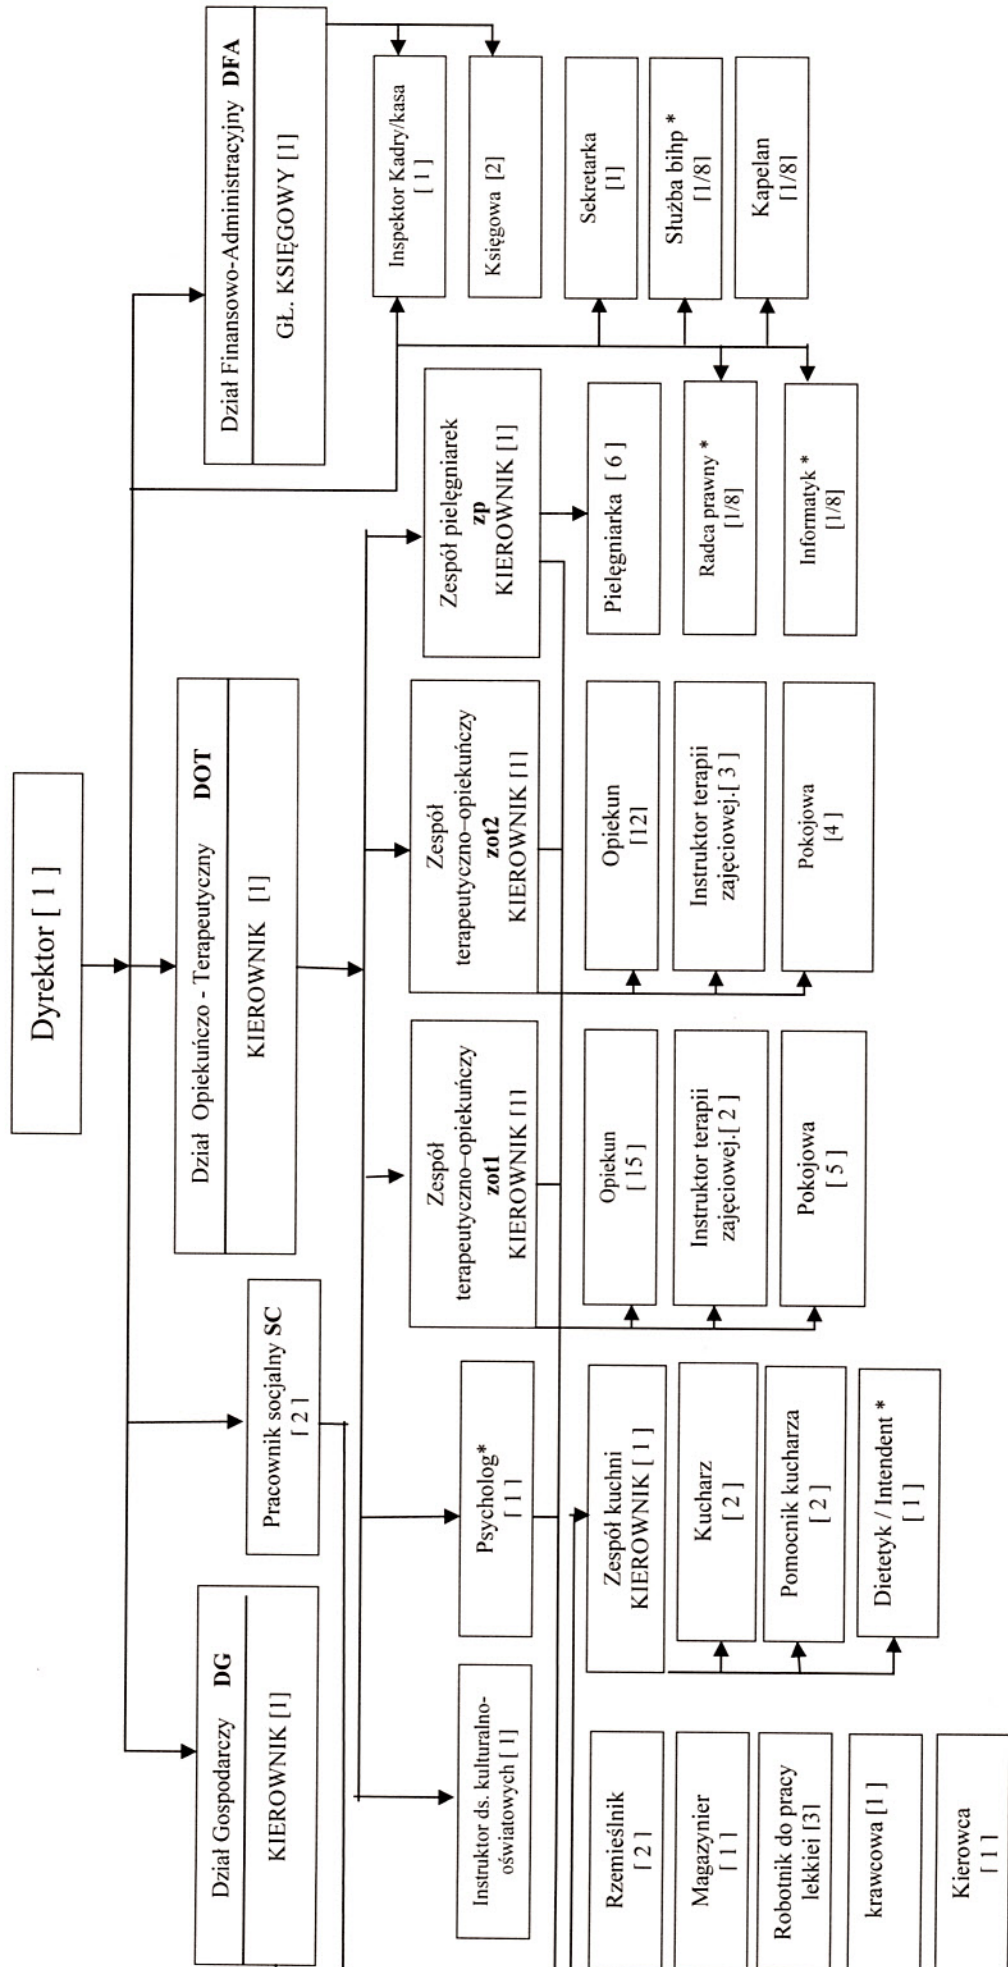 Dyrektor [ 1 ]
Dział Gospodarczy DG
KIEROWNIK [1]
Pracownik socjalny SC
[ 2 ]
Dział Opiekuńczo - Terapeutyczny DOT
KIEROWNIK [1]
Dział Finansowo-Administracyjny DFA
GŁ. KSIĘGOWY [1]
Instruktor ds. kulturalno-
oświatowych [ 1]
Psycholog*
[ 1 ]
Zespół
terapeutyczno–opiekuńczy
zot1
KIEROWNIK [1]
Zespół
terapeutyczno–opiekuńczy
zot2
KIEROWNIK [1]
Zespół pielęgniarek
zp
KIEROWNIK [1]
Inspektor Kadry/kasa
[ 1 ]
Księgowa [2]
Sekretarka
[1]
Służba bihp *
[1/8]
Kapelan
[1/8]
Rzemieślnik
[ 2 ]
Magazynier
[ 1 ]
Robotnik do pracy
lekkiej [3]
krawcowa [1 ]
Kierowca
[ 1 ]
Zespół kuchni
KIEROWNIK [ 1 ]
Kucharz
[ 2 ]
Pomocnik kucharza
[ 2 ]
Dietetyk / Intendent *
[ 1 ]
Opiekun
[ 15 ]
Instruktor terapii
zajęciowej.[ 2 ]
Pokojowa
[ 5 ]
Opiekun
[12]
Instruktor terapii
zajęciowej.[ 3 ]
Pokojowa
[4 ]
Pielęgniarka [ 6 ]
Radca prawny *
[1/8]
Informatyk *
[1/8]